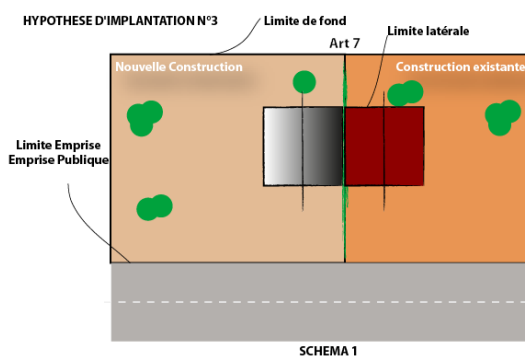 HYPOTHESE D'IMPLANTATION N°3
Limite de fond
Limite latérale
Art 7
Nouvelle Construction
Construction existante
Limite Emprise
Emprise Publique
SCHEMA 1